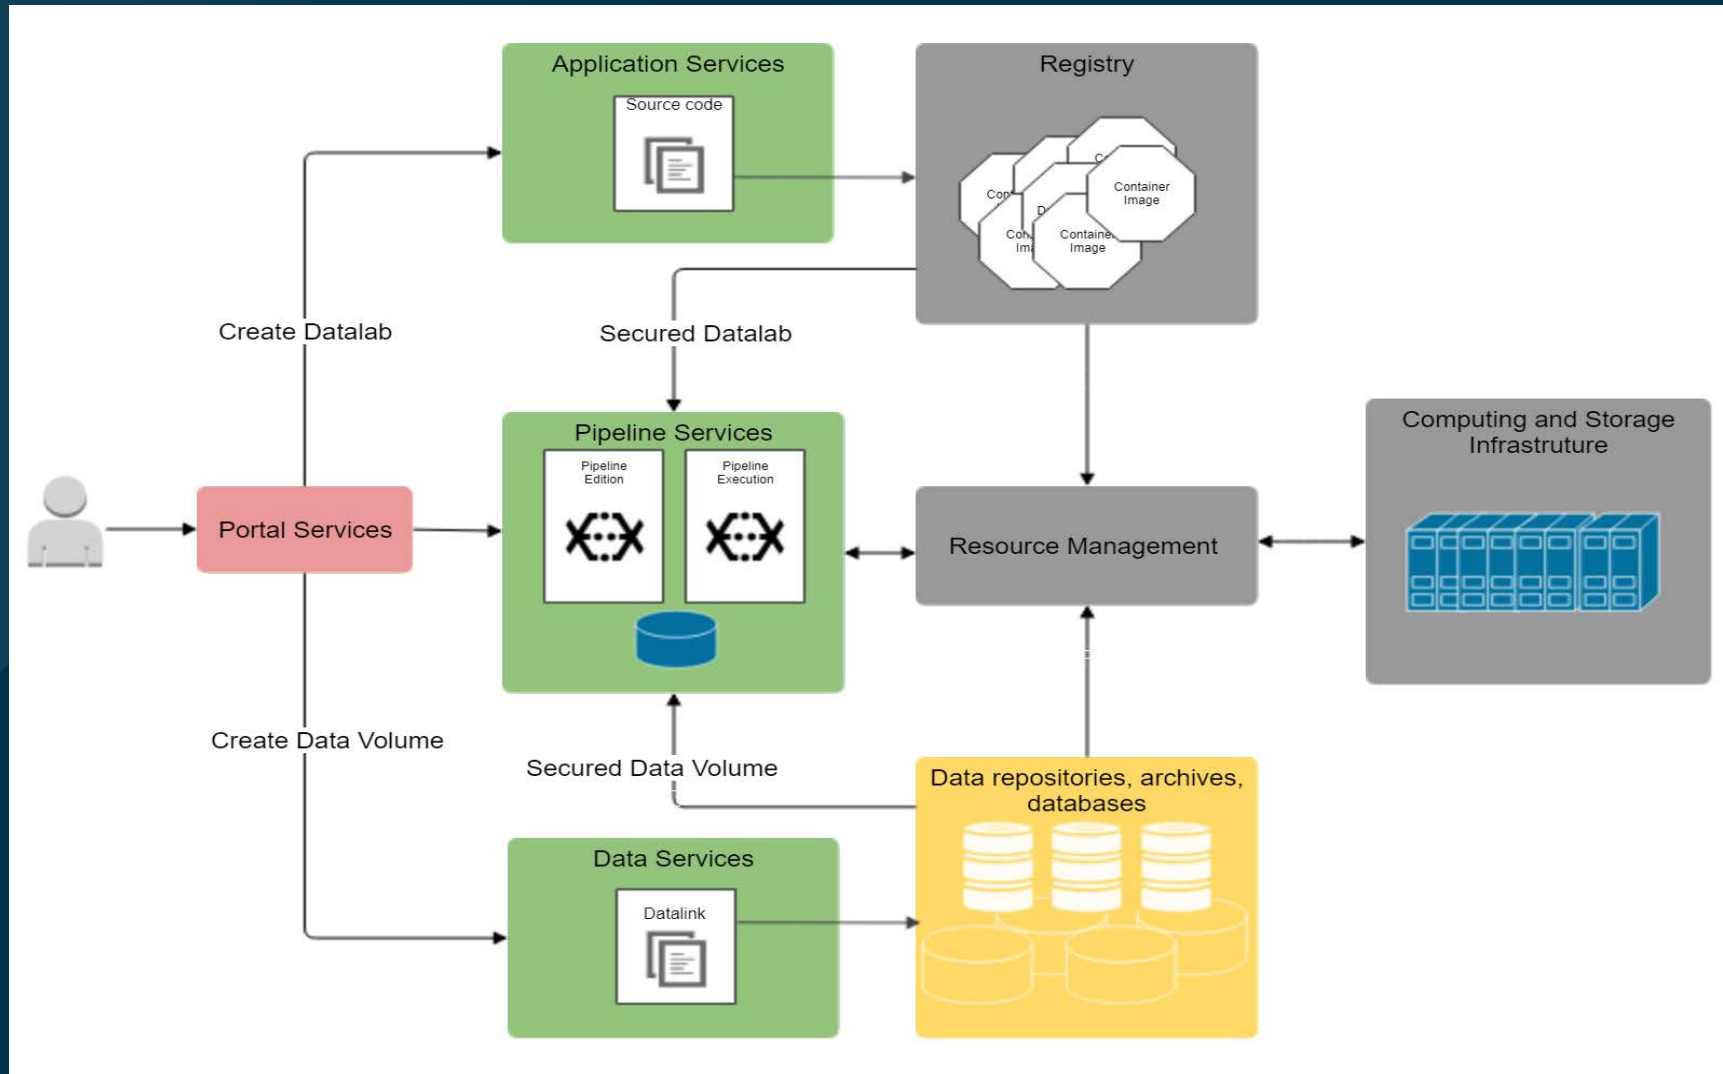 Application Services
Source code
Registry
Container
Image
Container
Image
Create Datalab
Secured Datalab
Pipeline Services
Pipeline
Edition
Pipeline
Execution
Portal Services
Resource Management
Computing and Storage
Infrastruture
Create Data Volume
Secured Data Volume
Data repositories, archives,
databases
Data Services
Datalink